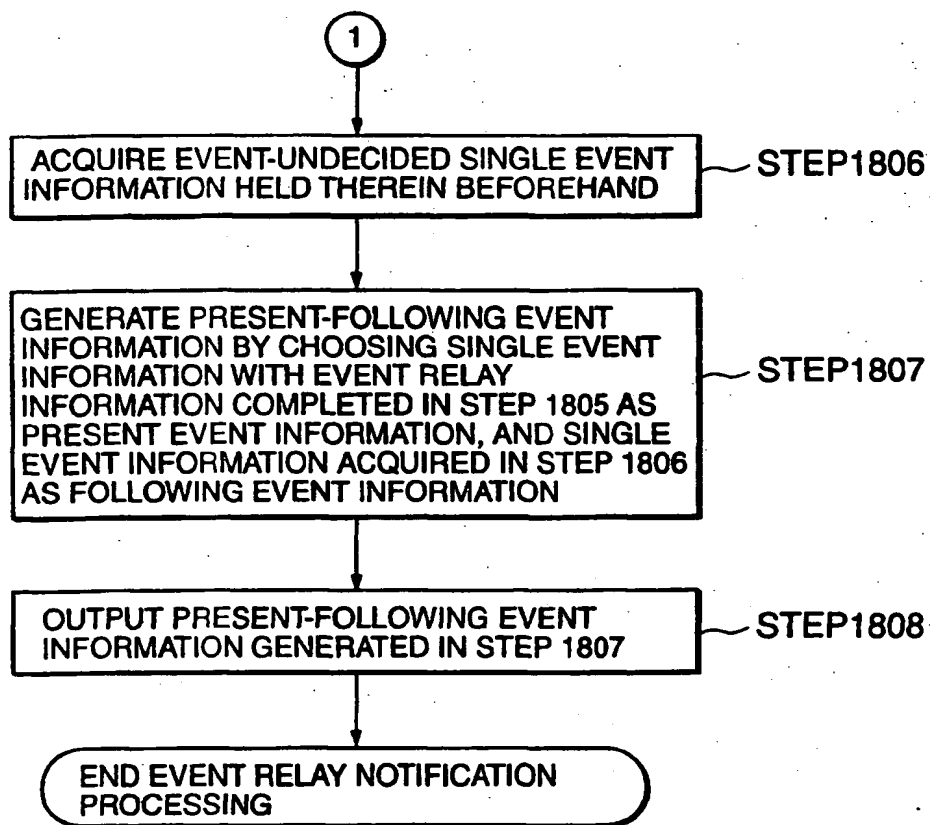 1
ACQUIRE EVENT-UNDECIDED SINGLE EVENT
INFORMATION HELD THEREIN BEFOREHAND
STEP1806
GENERATE PRESENT-FOLLOWING EVENT
INFORMATION BY CHOOSING SINGLE EVENT
INFORMATION WITH EVENT RELAY
INFORMATION COMPLETED IN STEP 1805 AS
PRESENT EVENT INFORMATION, AND SINGLE
EVENT INFORMATION ACQUIRED IN STEP 1806
AS FOLLOWING EVENT INFORMATION
STEP1807
OUTPUT PRESENT-FOLLOWING EVENT
INFORMATION GENERATED IN STEP 1807
STEP1808
END EVENT RELAY NOTIFICATION
PROCESSING